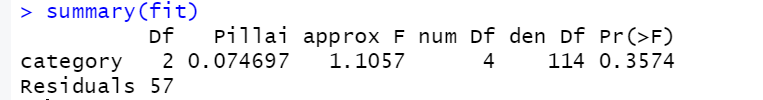 > summary(fit)
Df Pillai approx F num Df den Df Pr(>F)
category 2 0.074697 1.1057 4 114 0.3574
Residuals 57